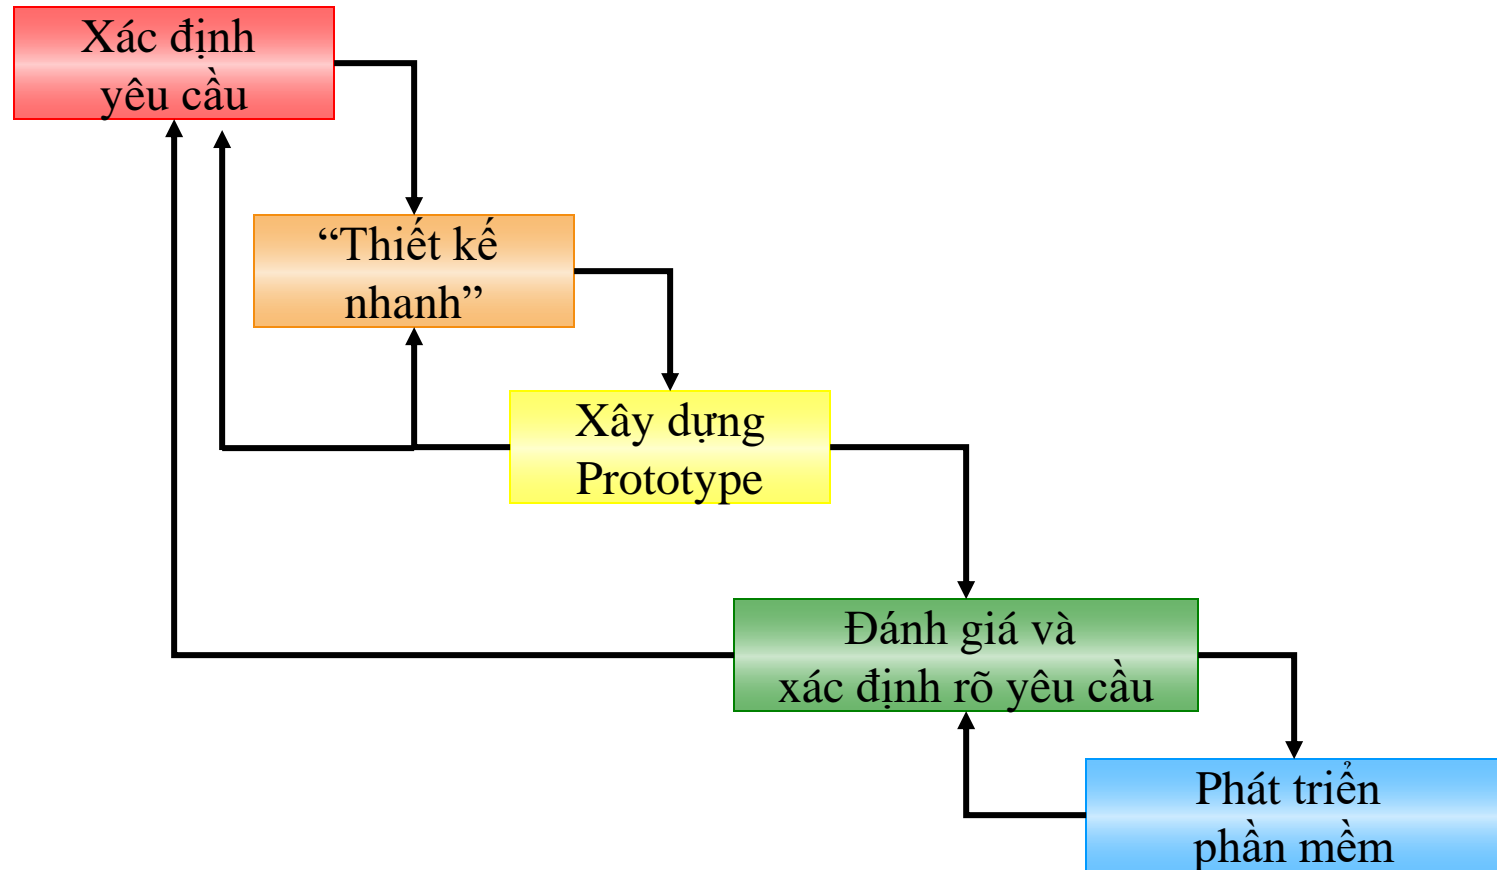 Xác định
yêu cầu
“Thiết kế
nhanh”
Xây dựng
Prototype
Đánh giá và
xác định rõ yêu cầu
Phát triển
phần mềm